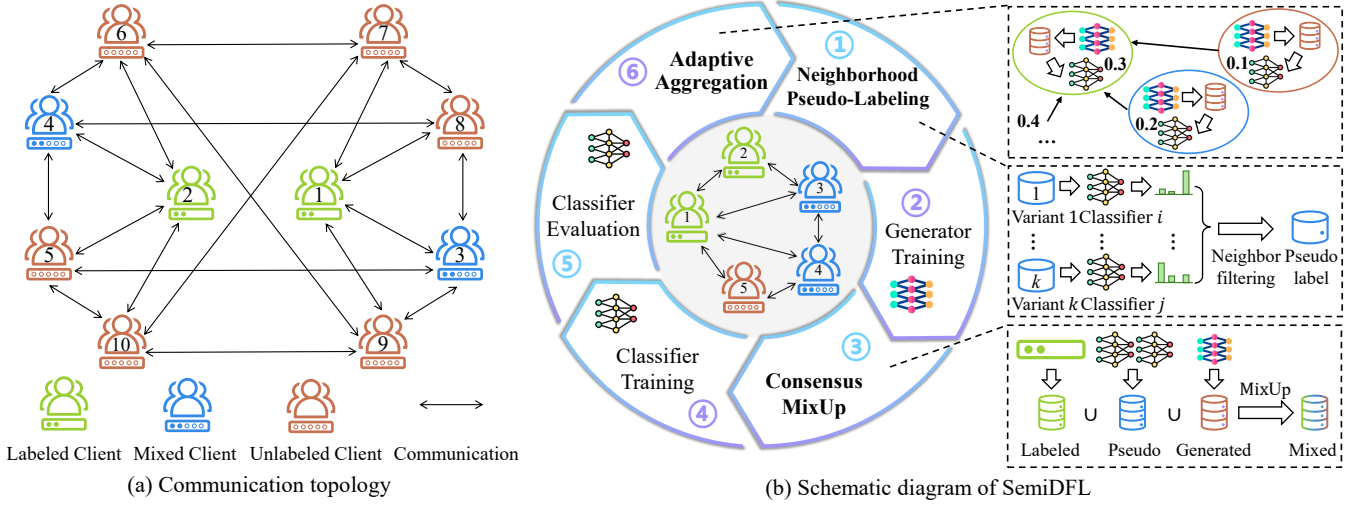 6
7
4
8
2
1
5
3
10
9
Labeled Client
Mixed Client
Unlabeled Client
Communication
(a) Communication topology
⑥
Adaptive
Aggregation
①
Neighborhood
Pseudo-Labeling
②
Generator
Training
③
Consensus
MixUp
④
Classifier
Training
⑤
Classifier
Evaluation
2
3
1
4
5
0.3
0.1
0.2
0.4
...
1
Variant 1
Classifier i
...
...
k
Variant k
Classifier j
Neighbor
filtering
Pseudo
label
MixUp
∪
∪
Labeled
Pseudo
Generated
Mixed
(b) Schematic diagram of SemiDFL